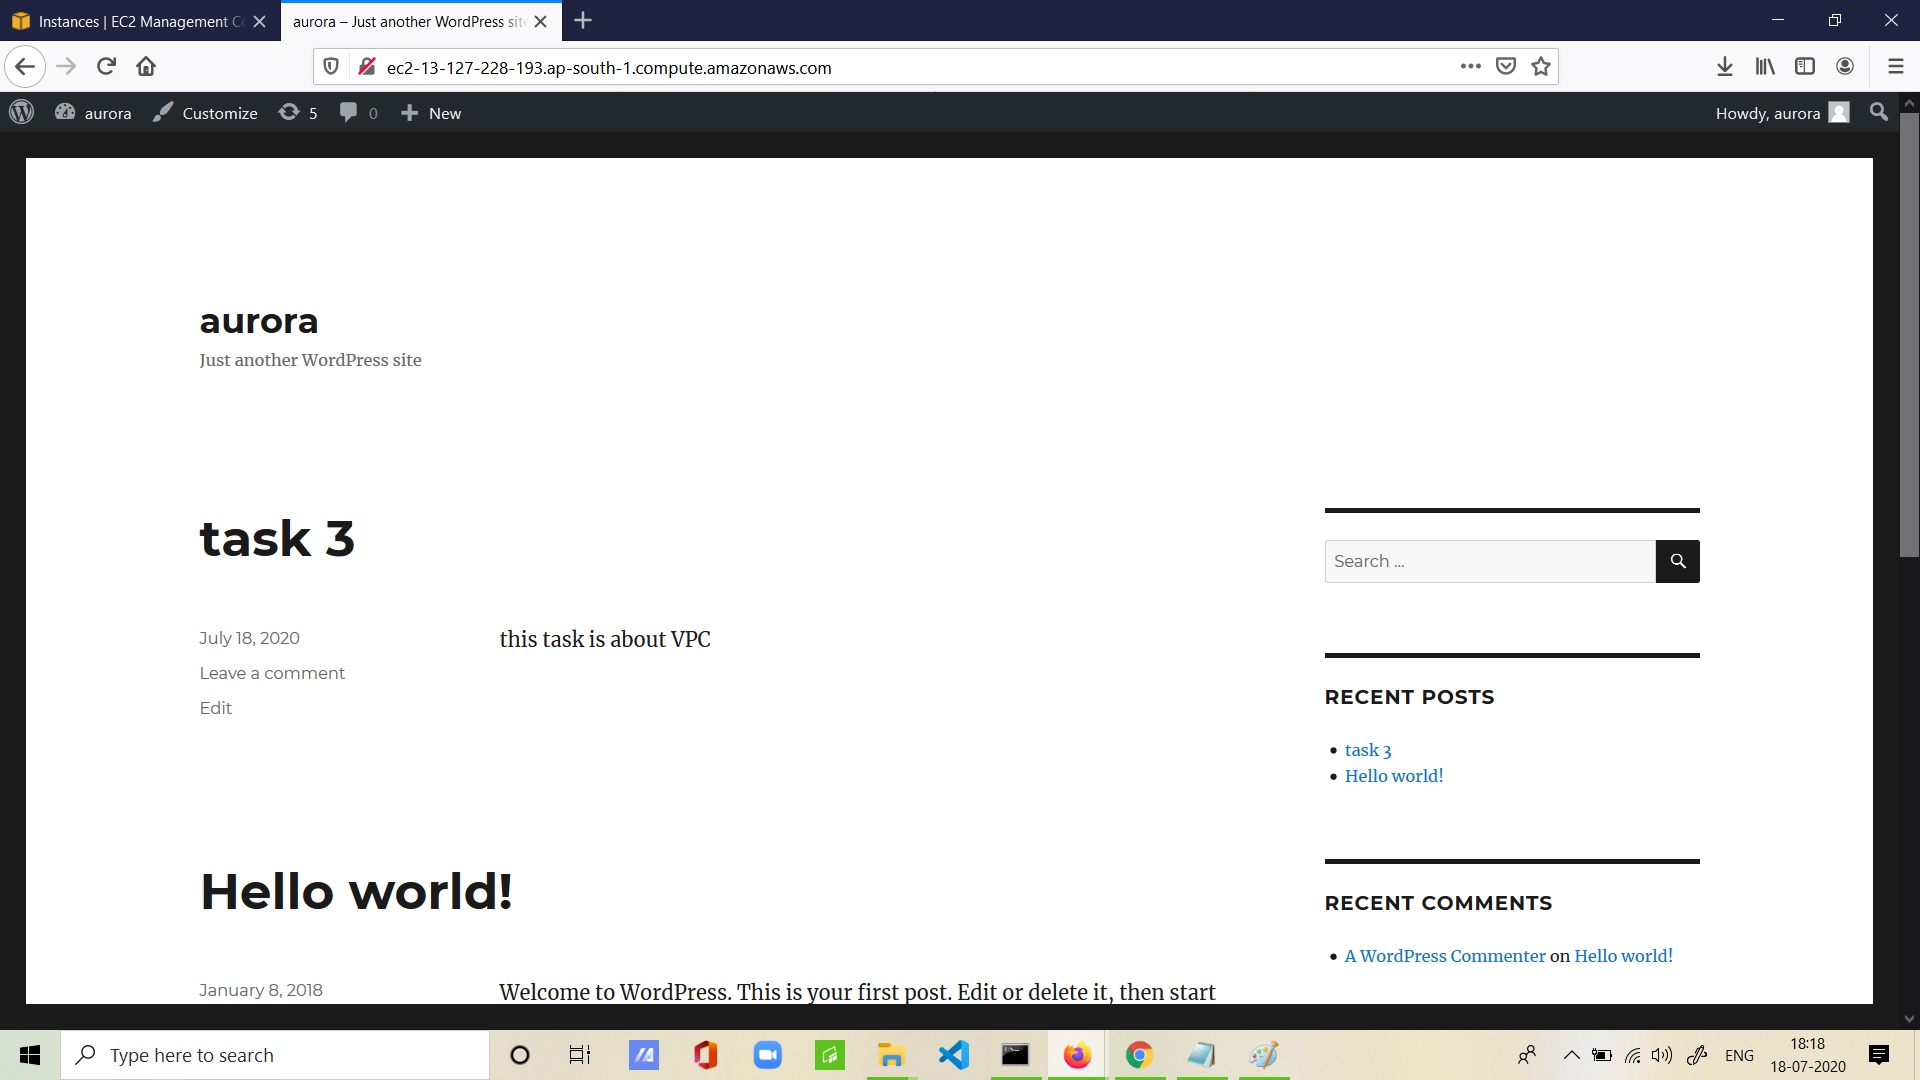 Instances | EC2 Management Co
aurora – Just another WordPress site
ec2-13-127-228-193.ap-south-1.compute.amazonaws.com
aurora
Customize
5
0
New
Howdy, aurora
aurora
Just another WordPress site
task 3
July 18, 2020
Leave a comment
Edit
this task is about VPC
Hello world!
January 8, 2018
Welcome to WordPress. This is your first post. Edit or delete it, then start
Search ...
RECENT POSTS
task 3
Hello world!
RECENT COMMENTS
A WordPress Commenter on Hello world!
Type here to search
ENG
18:18
18-07-2020